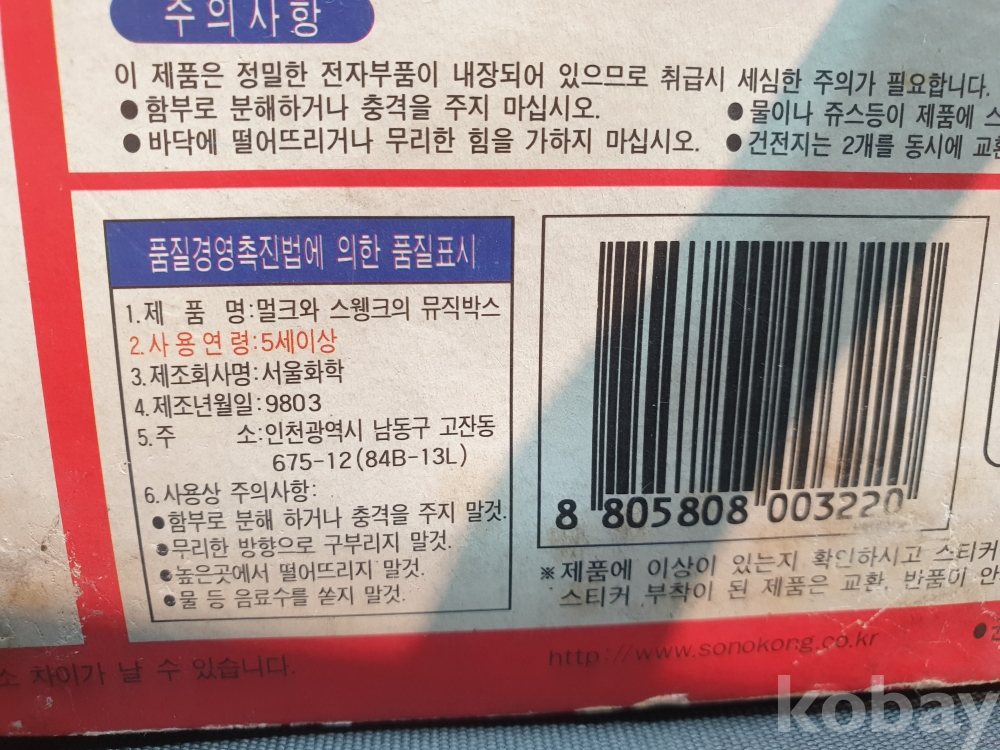 주의사항
이 제품은 정밀한 전자부품이 내장되어 있으므로 취급시 세심한 주의가 필요합니다.
● 함부로 분해하거나 충격을 주지 마십시오.
● 물이나 쥬스등이 제품에 스
● 바닥에 떨어뜨리거나 무리한 힘을 가하지 마십시오.
● 건전지는 2개를 동시에 교환
품질경영촉진법에 의한 품질표시
1.제 품 명:멀크와 스웽크의 뮤직박스
2.사용연령:5세이상
3.제조회사명:서울화학
4.제조년월일:9803
5.주 소:인천광역시 남동구 고잔동
675-12(84B-13L)
6.사용상 주의사항:
●함부로 분해 하거나 충격을 주지 말것.
●무리한 방향으로 구부리지 말것.
●높은곳에서 떨어뜨리지 말것.
●물 등 음료수를 쏟지 말것.
8 805808 003220
※제품에 이상이 있는지 확인하시고 스티커
스티커 부착이 된 제품은 교환, 반품이 안
소 차이가 날 수 있습니다.
http://www.sonokong.co.kr
kobay